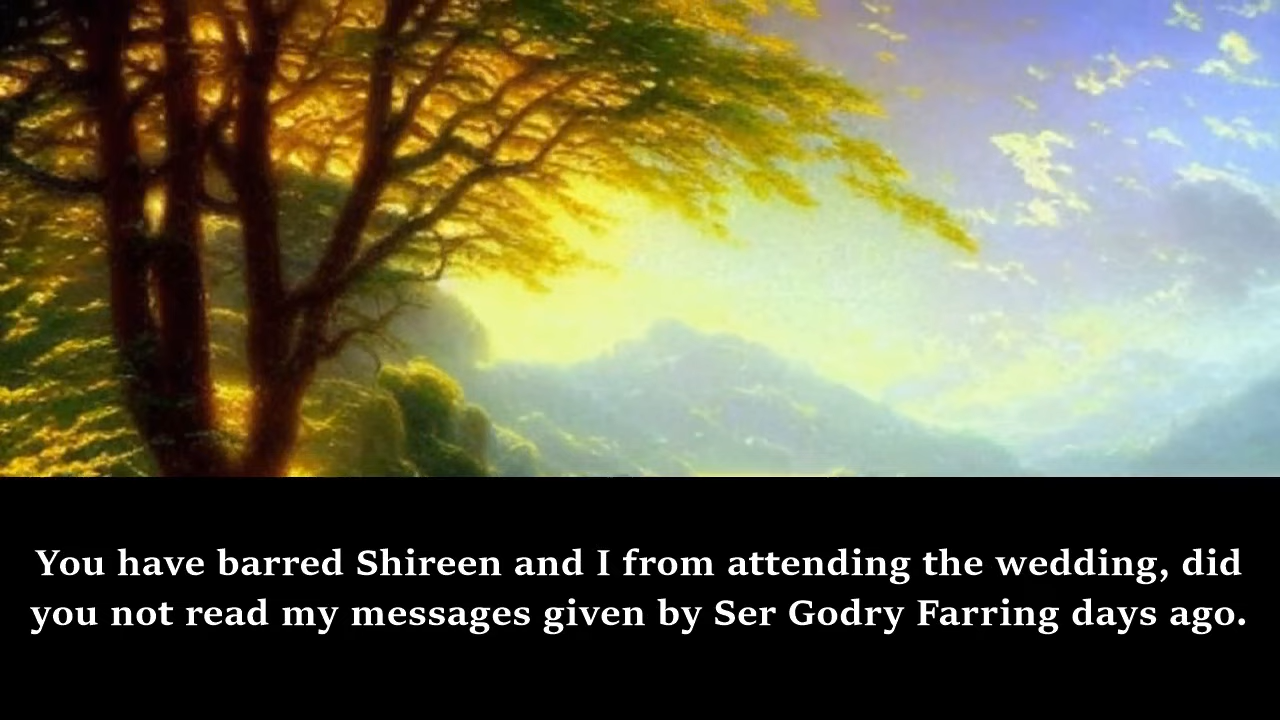 You have barred Shireen and I from attending the wedding, did
you not read my messages given by Ser Godry Farring days ago.